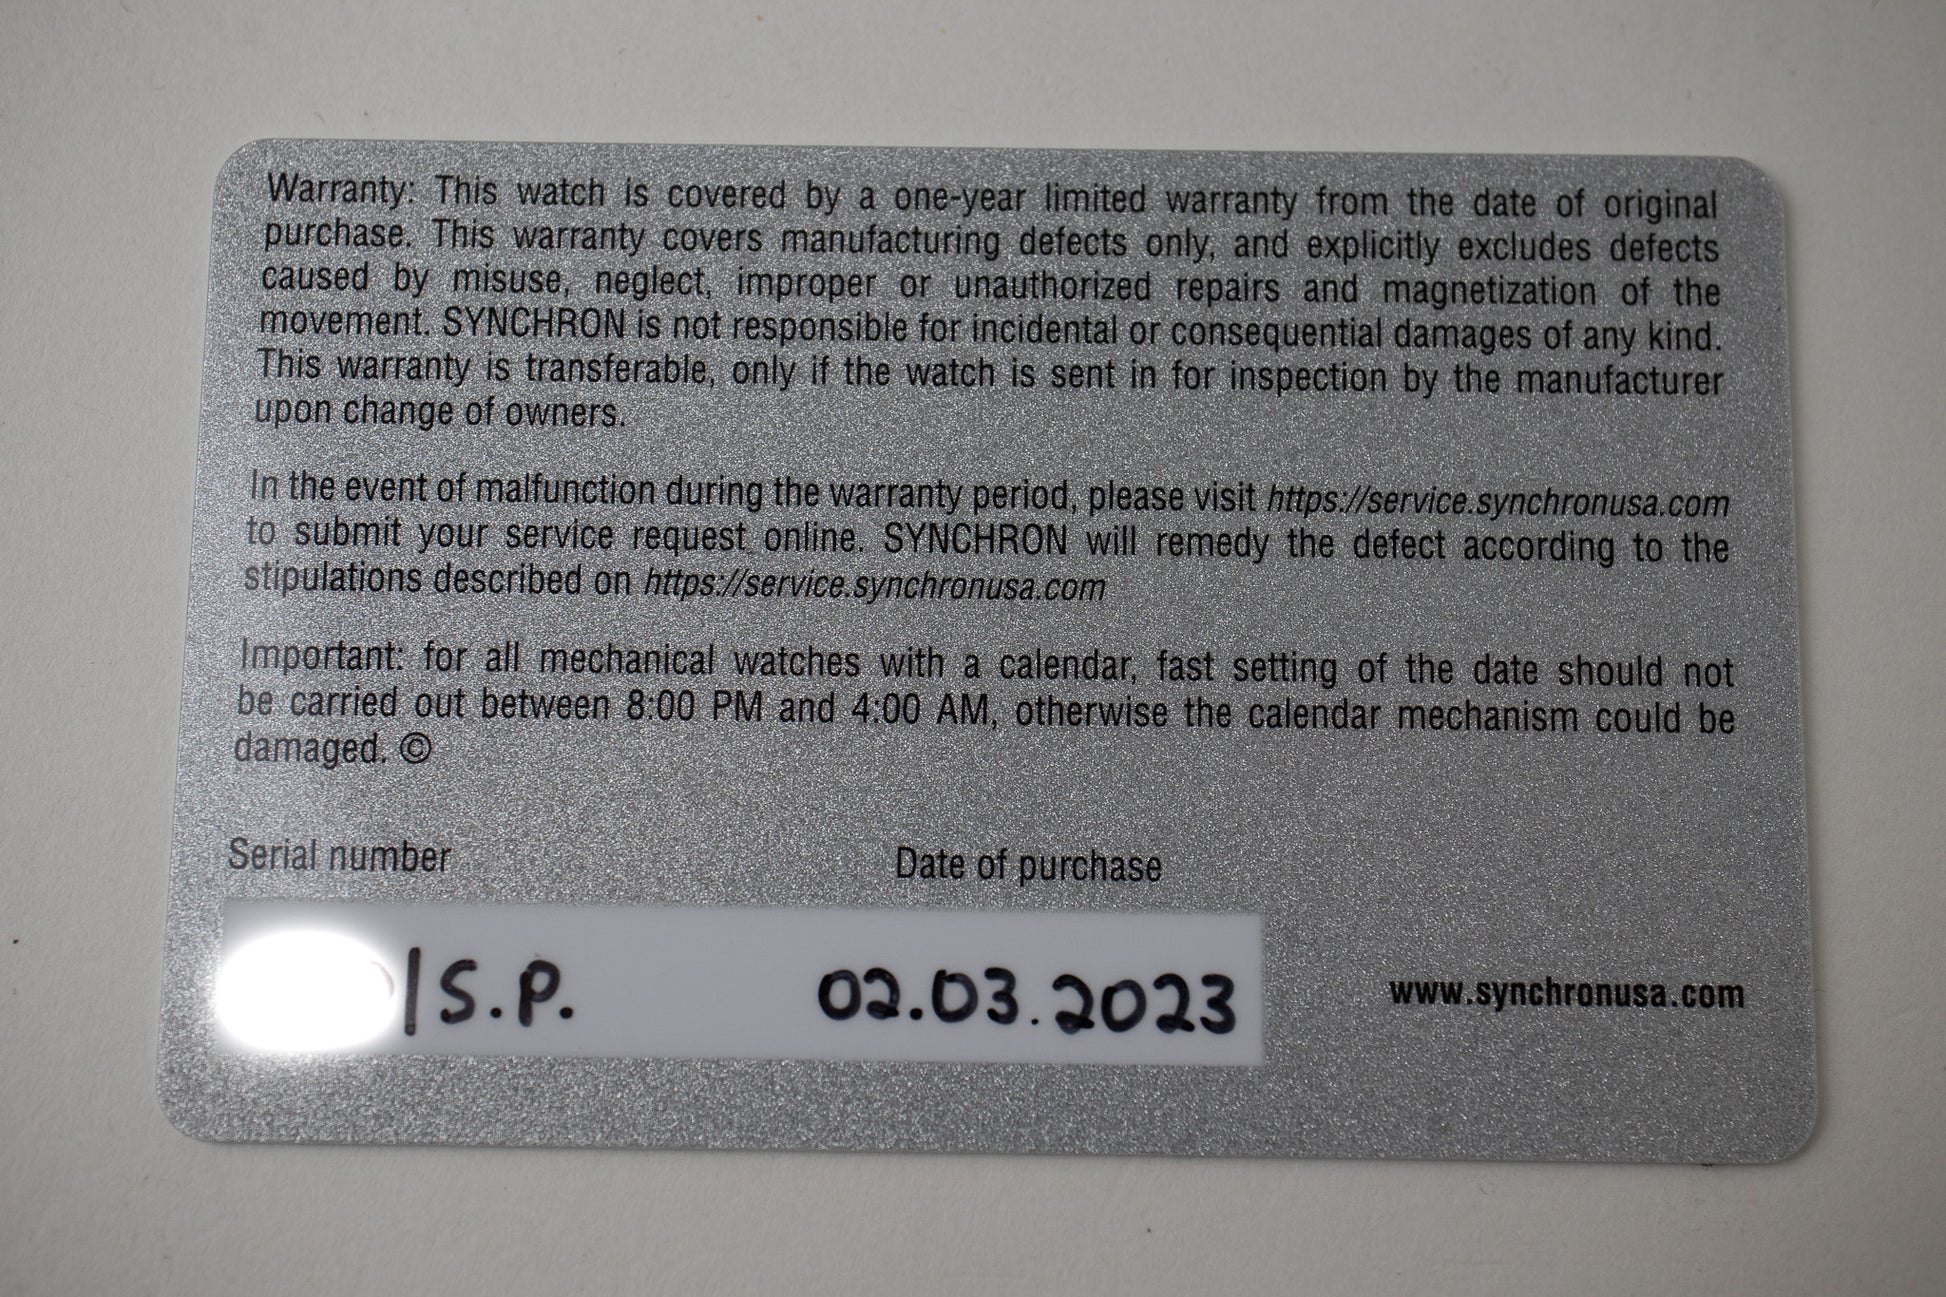 Warranty: This watch is covered by a one-year limited warranty from the date of original
purchase. This warranty covers manufacturing defects only, and explicitly excludes defects
caused by misuse, neglect, improper or unauthorized repairs and magnetization of the
movement. SYNCHRON is not responsible for incidental or consequential damages of any kind.
This warranty is transferable, only if the watch is sent in for inspection by the manufacturer
upon change of owners.
In the event of malfunction during the warranty period, please visit https://service.synchronusa.com
to submit your service request online. SYNCHRON will remedy the defect according to the
stipulations described on https://service.synchronusa.com
Important: for all mechanical watches with a calendar, fast setting of the date should not
be carried out between 8:00 PM and 4:00 AM, otherwise the calendar mechanism could be
damaged. ©
Serial number Date of purchase
| S.P. 02.03.2023
www.synchronusa.com